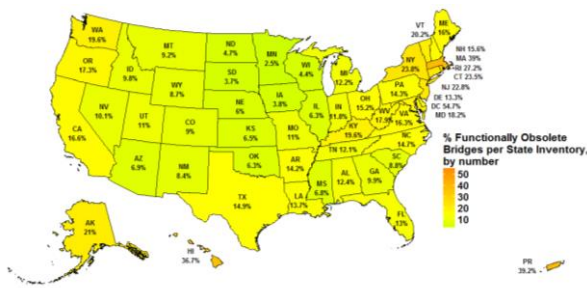 WA
19.6%
OR
17.3%
CA
16.6%
NV
10.1%
ID
9.8%
MT
9.2%
WY
8.7%
UT
11%
AZ
6.9%
CO
9%
NM
8.4%
ND
4.7%
SD
3.7%
NE
6%
KS
6.5%
OK
6.3%
TX
14.9%
MN
2.5%
IA
3.8%
MO
11%
AR
14.2%
LA
13.7%
WI
4.4%
IL
6.3%
MS
6.8%
MI
12.2%
IN
11.8%
KY
19.6%
TN 12.1%
AL
12.4%
OH
15.2%
GA
9.9%
FL
13%
SC
8.8%
NC
14.7%
VA
16.3%
WV
17.9%
PA
14.3%
NY
23.8%
VT
20.2%
ME
16%
NH 15.6%
MA 39%
RI 27.2%
CT 23.5%
NJ 22.8%
DE 13.3%
DC 54.7%
MD 18.2%
AK
21%
HI
36.7%
PR
39.2%
% Functionally Obsolete
Bridges per State Inventory,
by number
50
40
30
20
10